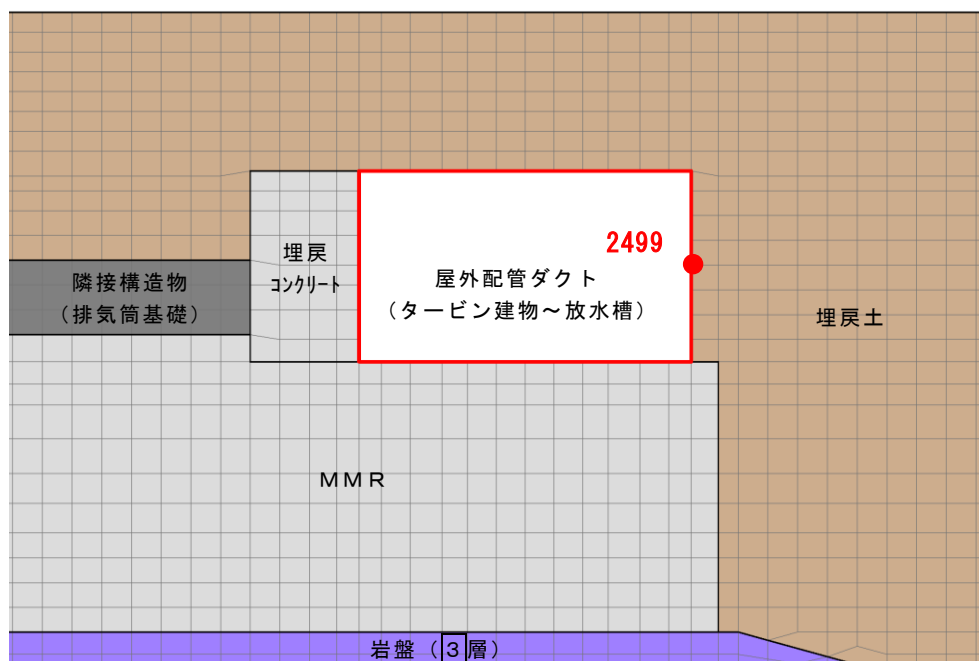 2499
埋戻
コンクリート
隣接構造物
（排気筒基礎）
屋外配管ダクト
（タービン建物～放水槽）
埋戻土
ＭＭＲ
岩盤（3層）